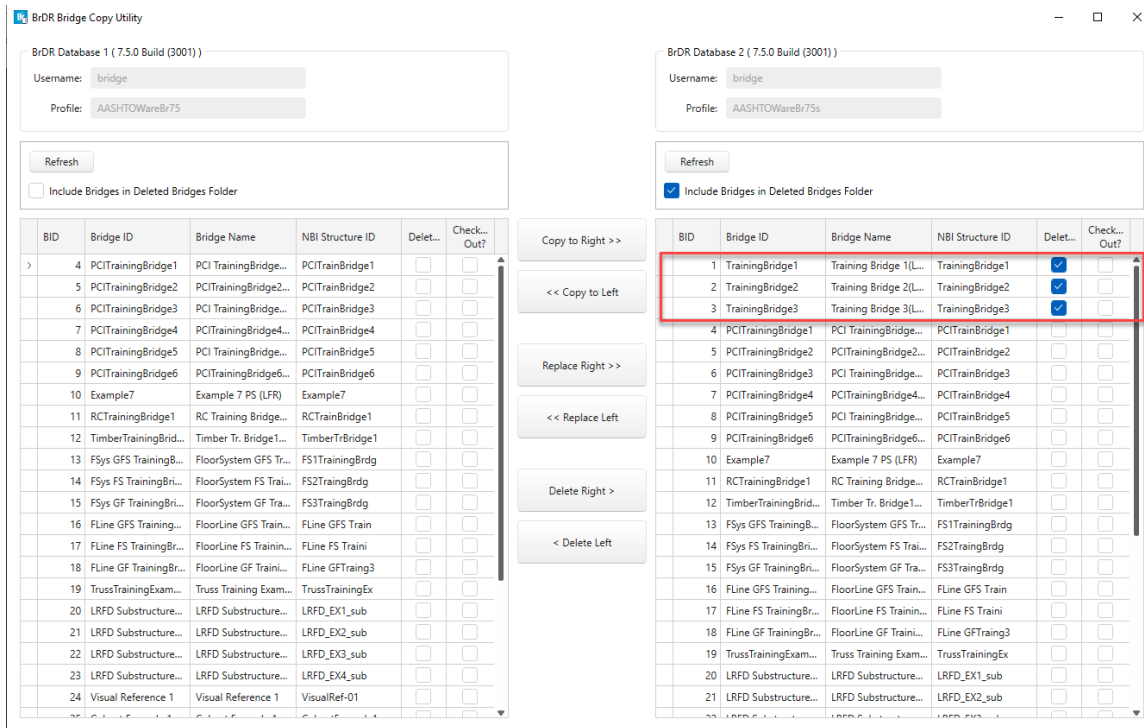 BrDR Bridge Copy Utility
BrDR Database 1 ( 7.5.0 Build (3001) )
Username: bridge
Profile: AASHTOWareBr75
Refresh
Include Bridges in Deleted Bridges Folder
BID Bridge ID Bridge Name NBI Structure ID Delet... Check... Out?
4 PCITrainingBridge1 PCI TrainingBridge... PCITrainBridge1
5 PCITrainingBridge2 PCITrainingBridge2... PCITrainBridge2
6 PCITrainingBridge3 PCI TrainingBridge... PCITrainBridge3
7 PCITrainingBridge4 PCITrainingBridge4... PCITrainBridge4
8 PCITrainingBridge5 PCI TrainingBridge... PCITrainBridge5
9 PCITrainingBridge6 PCITrainingBridge6... PCITrainBridge6
10 Example7 Example 7 PS (LFR) Example7
11 RCTrainingBridge1 RC Training Bridge... RCTrainBridge1
12 TimberTrainingBrid... Timber Tr. Bridge1... TimberTrBridge1
13 FSys GFS TrainingB... FloorSystem GFS Tr... FS1TrainingBrdg
14 FSys FS TrainingBri... FloorSystem FS Trai... FS2TraingBrdg
15 FSys GF TrainingBri... FloorSystem GF Tra... FS3TraingBrdg
16 FLine GFS Training... FloorLine GFS Train... FLine GFS Train
17 FLine FS TrainingBr... FloorLine FS Trainin... FLine FS Traini
18 FLine GF TrainingBr... FloorLine GF Traini... FLine GFTraing3
19 TrussTrainingExam... Truss Training Exam... TrussTrainingEx
20 LRFD Substructure... LRFD Substructure... LRFD_EX1_sub
21 LRFD Substructure... LRFD Substructure... LRFD_EX2_sub
22 LRFD Substructure... LRFD Substructure... LRFD_EX3_sub
23 LRFD Substructure... LRFD Substructure... LRFD_EX4_sub
24 Visual Reference 1 Visual Reference 1 VisualRef-01
Copy to Right >>
<< Copy to Left
Replace Right >>
<< Replace Left
Delete Right >
< Delete Left
BrDR Database 2 ( 7.5.0 Build (3001) )
Username: bridge
Profile: AASHTOWareBr75s
Refresh
Include Bridges in Deleted Bridges Folder
BID Bridge ID Bridge Name NBI Structure ID Delet... Check... Out?
1 TrainingBridge1 Training Bridge 1(L... TrainingBridge1
2 TrainingBridge2 Training Bridge 2(L... TrainingBridge2
3 TrainingBridge3 Training Bridge 3(L... TrainingBridge3
4 PCITrainingBridge1 PCI TrainingBridge... PCITrainBridge1
5 PCITrainingBridge2 PCITrainingBridge2... PCITrainBridge2
6 PCITrainingBridge3 PCI TrainingBridge... PCITrainBridge3
7 PCITrainingBridge4 PCITrainingBridge4... PCITrainBridge4
8 PCITrainingBridge5 PCI TrainingBridge... PCITrainBridge5
9 PCITrainingBridge6 PCITrainingBridge6... PCITrainBridge6
10 Example7 Example 7 PS (LFR) Example7
11 RCTrainingBridge1 RC Training Bridge... RCTrainBridge1
12 TimberTrainingBrid... Timber Tr. Bridge1... TimberTrBridge1
13 FSys GFS TrainingB... FloorSystem GFS Tr... FS1TrainingBrdg
14 FSys FS TrainingBri... FloorSystem FS Trai... FS2TraingBrdg
15 FSys GF TrainingBri... FloorSystem GF Tra... FS3TraingBrdg
16 FLine GFS Training... FloorLine GFS Train... FLine GFS Train
17 FLine FS TrainingBr... FloorLine FS Trainin... FLine FS Traini
18 FLine GF TrainingBr... FloorLine GF Traini... FLine GFTraing3
19 TrussTrainingExam... Truss Training Exam... TrussTrainingEx
20 LRFD Substructure... LRFD Substructure... LRFD_EX1_sub
21 LRFD Substructure... LRFD Substructure... LRFD_EX2_sub